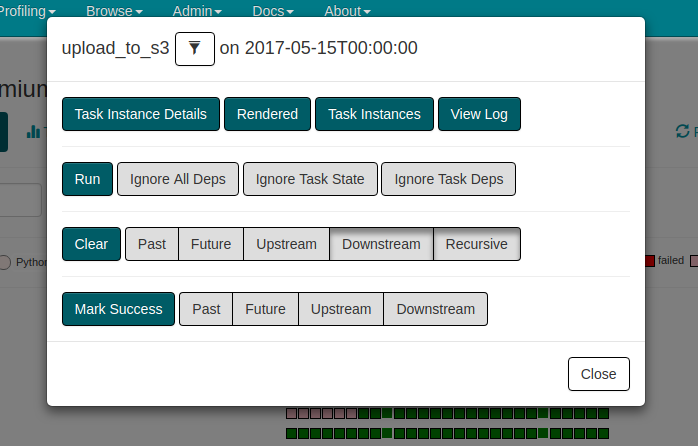 Profiling Browse Admin Docs About
upload_to_s3 on 2017-05-15T00:00:00
Task Instance Details Rendered Task Instances View Log
Run Ignore All Deps Ignore Task State Ignore Task Deps
Clear Past Future Upstream Downstream Recursive
Python
failed
Mark Success Past Future Upstream Downstream
Close